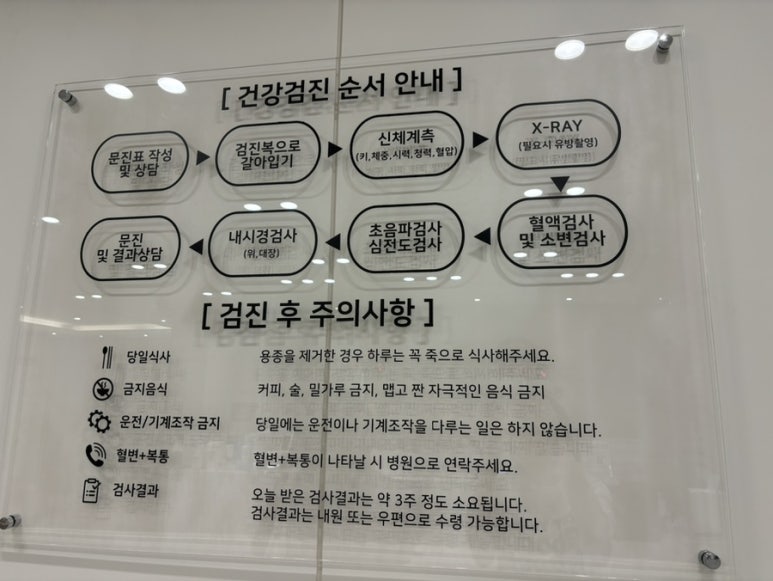 [ 건강검진 순서 안내 ]
문진표 작성
및 상담
검진복으로
갈아입기
신체계측
(키,체중,시력,청력,혈압)
X-RAY
(필요시 유방촬영)
혈액검사
및 소변검사
초음파검사
심전도검사
내시경검사
(위,대장)
문진
및 결과상담
[ 검진 후 주의사항 ]
당일식사 용종을 제거한 경우 하루는 꼭 죽으로 식사해주세요.
금지음식 커피, 술, 밀가루 금지, 맵고 짠 자극적인 음식 금지
운전/기계조작 금지 당일에는 운전이나 기계조작을 다루는 일은 하지 않습니다.
혈변+복통 혈변+복통이 나타날 시 병원으로 연락주세요.
검사결과 오늘 받은 검사결과는 약 3주 정도 소요됩니다.
검사결과는 내원 또는 우편으로 수령 가능합니다.